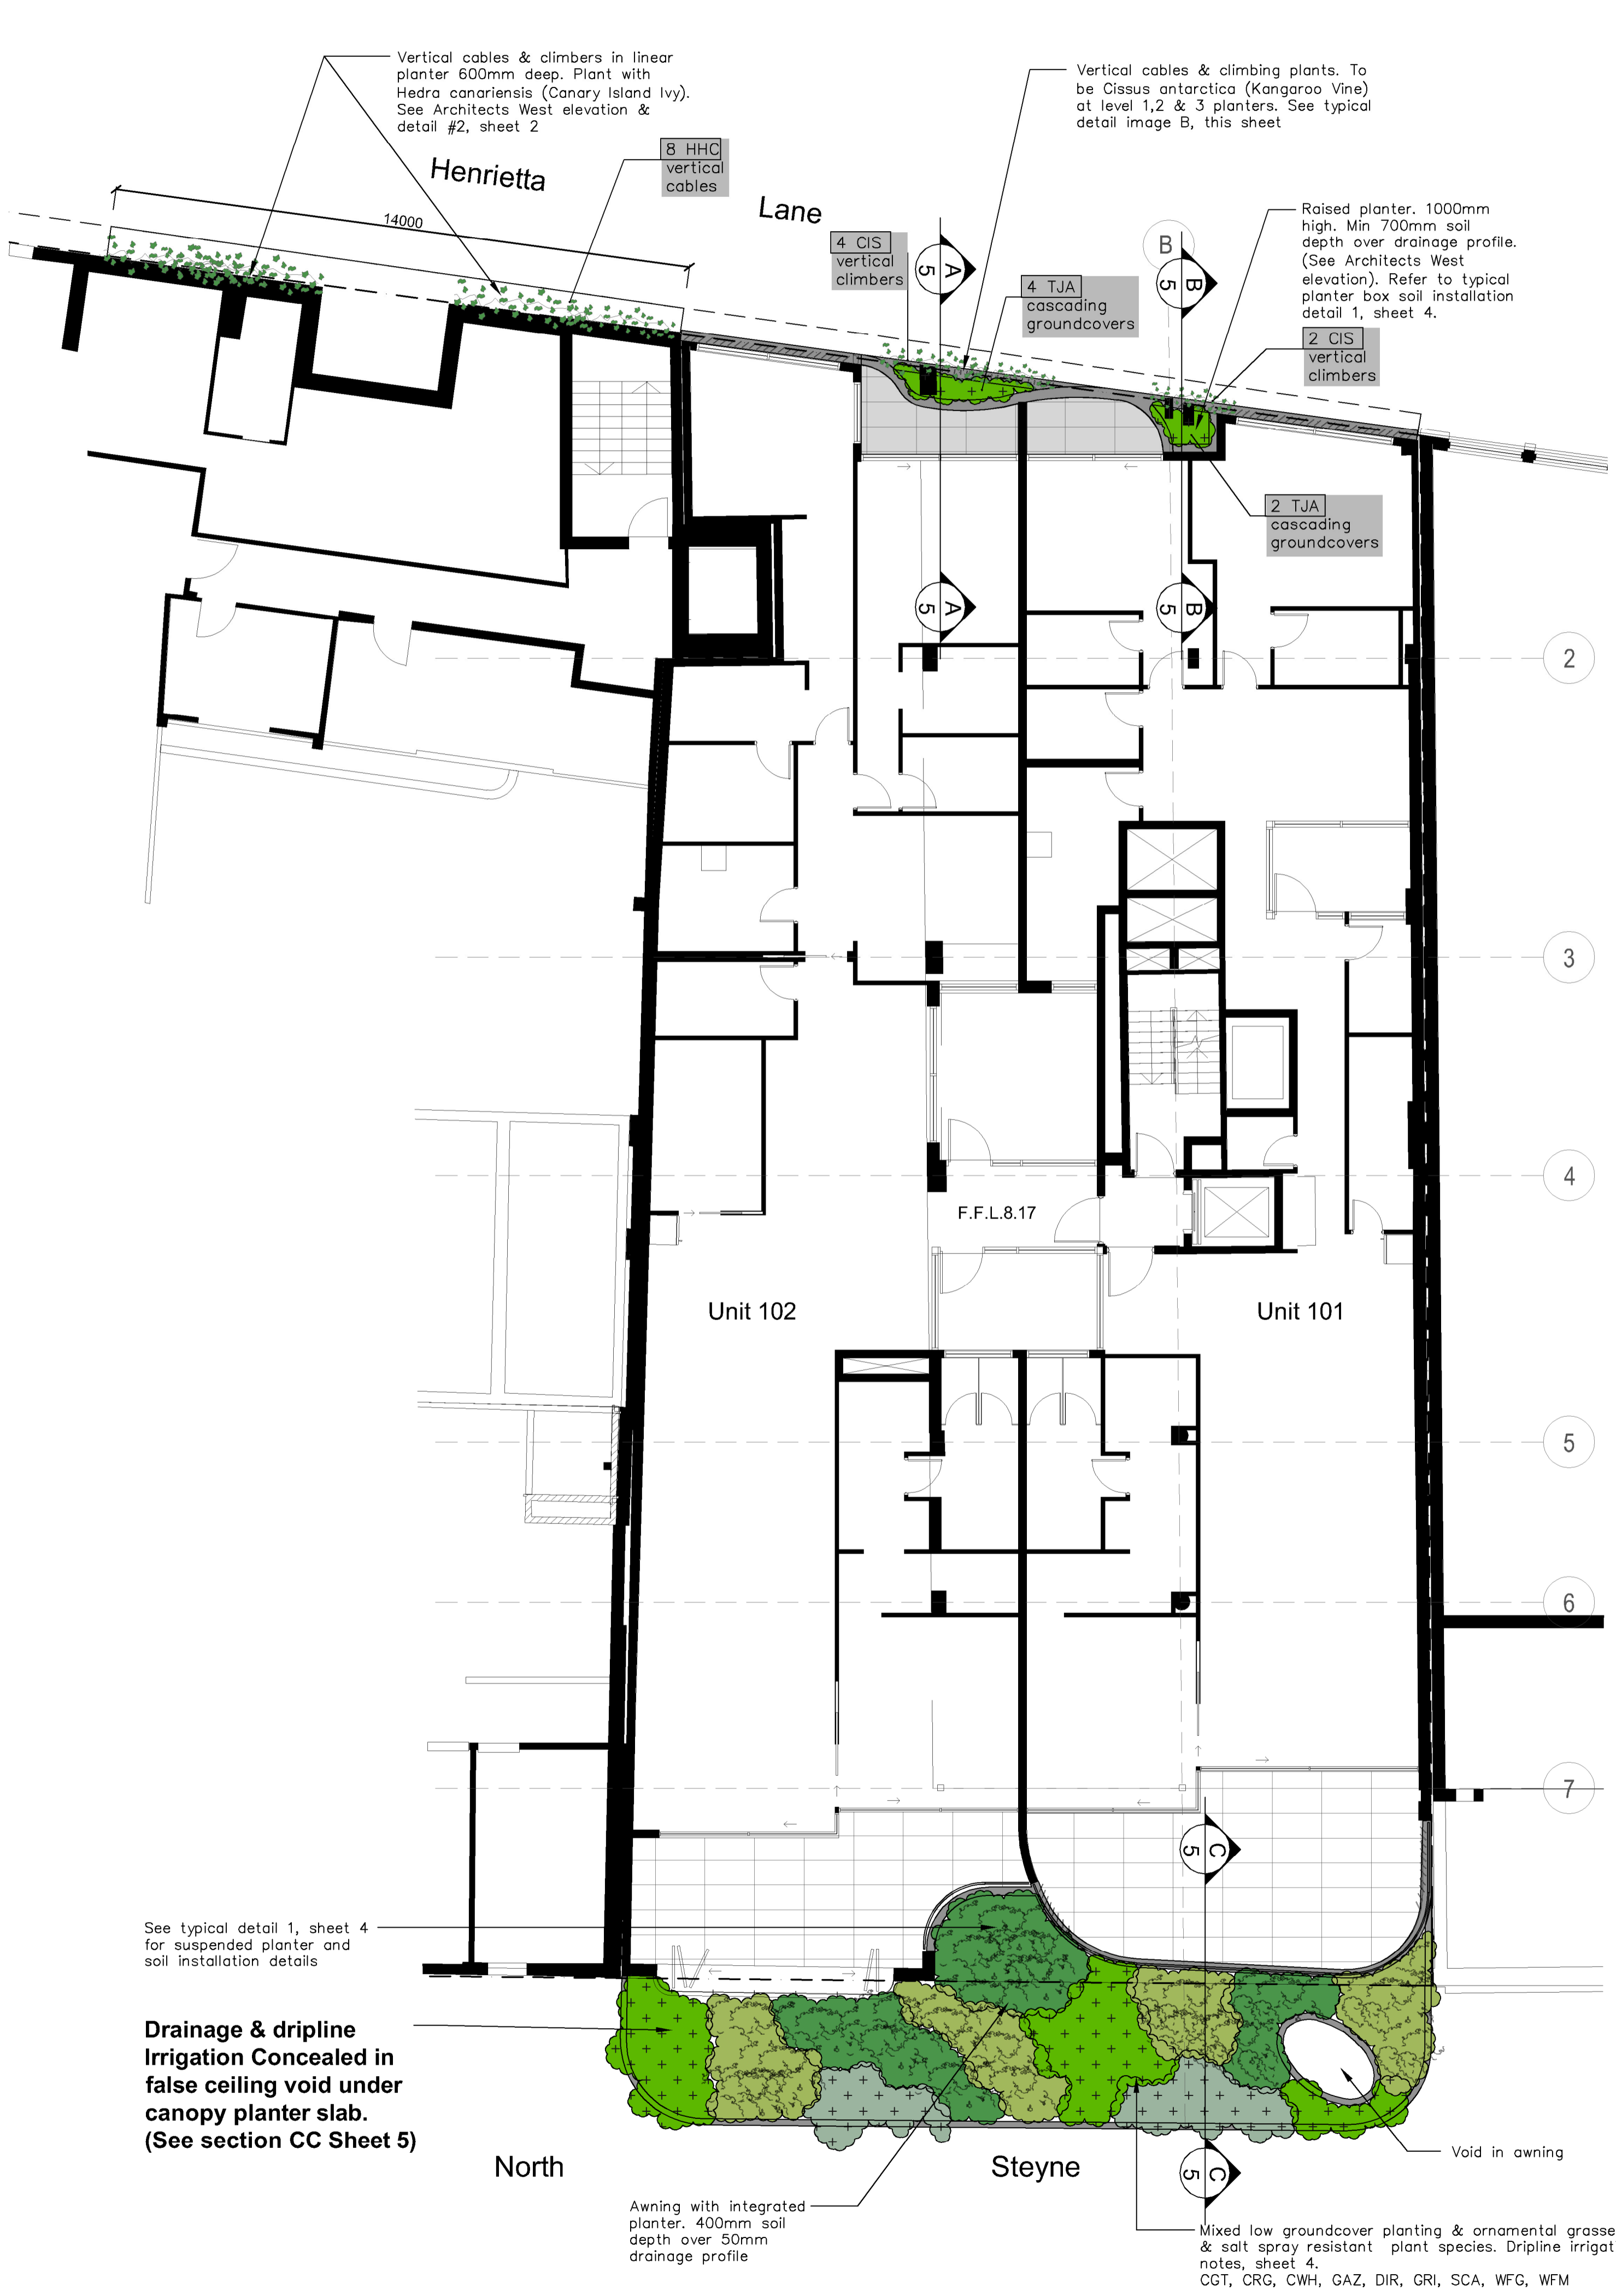 Vertical cables & climbers in linear
planter 600mm deep. Plant with
Hedra canariensis (Canary Island Ivy).
See Architects West elevation &
detail #2, sheet 2
Vertical cables & climbing plants. To
be Cissus antarctica (Kangaroo Vine)
at level 1,2 & 3 planters. See typical
detail image B, this sheet
8 HHC
vertical
cables
Henrietta
Lane
14000
Raised planter. 1000mm
high. Min 700mm soil
depth over drainage profile.
(See Architects West
elevation). Refer to typical
planter box soil installation
detail 1, sheet 4.
4 CIS
vertical
climbers
A
5
B
B
5
4 TJA
cascading
groundcovers
2 CIS
vertical
climbers
2 TJA
cascading
groundcovers
A
5
B
5
2
3
4
F.F.L.8.17
Unit 102
Unit 101
5
6
7
C
5
See typical detail 1, sheet 4
for suspended planter and
soil installation details
Drainage & dripline
Irrigation Concealed in
false ceiling void under
canopy planter slab.
(See section CC Sheet 5)
North
Steyne
C
5
Void in awning
Awning with integrated
planter. 400mm soil
depth over 50mm
drainage profile
Mixed low groundcover planting & ornamental grasse
& salt spray resistant plant species. Dripline irrigat
notes, sheet 4.
CGT, CRG, CWH, GAZ, DIR, GRI, SCA, WFG, WFM